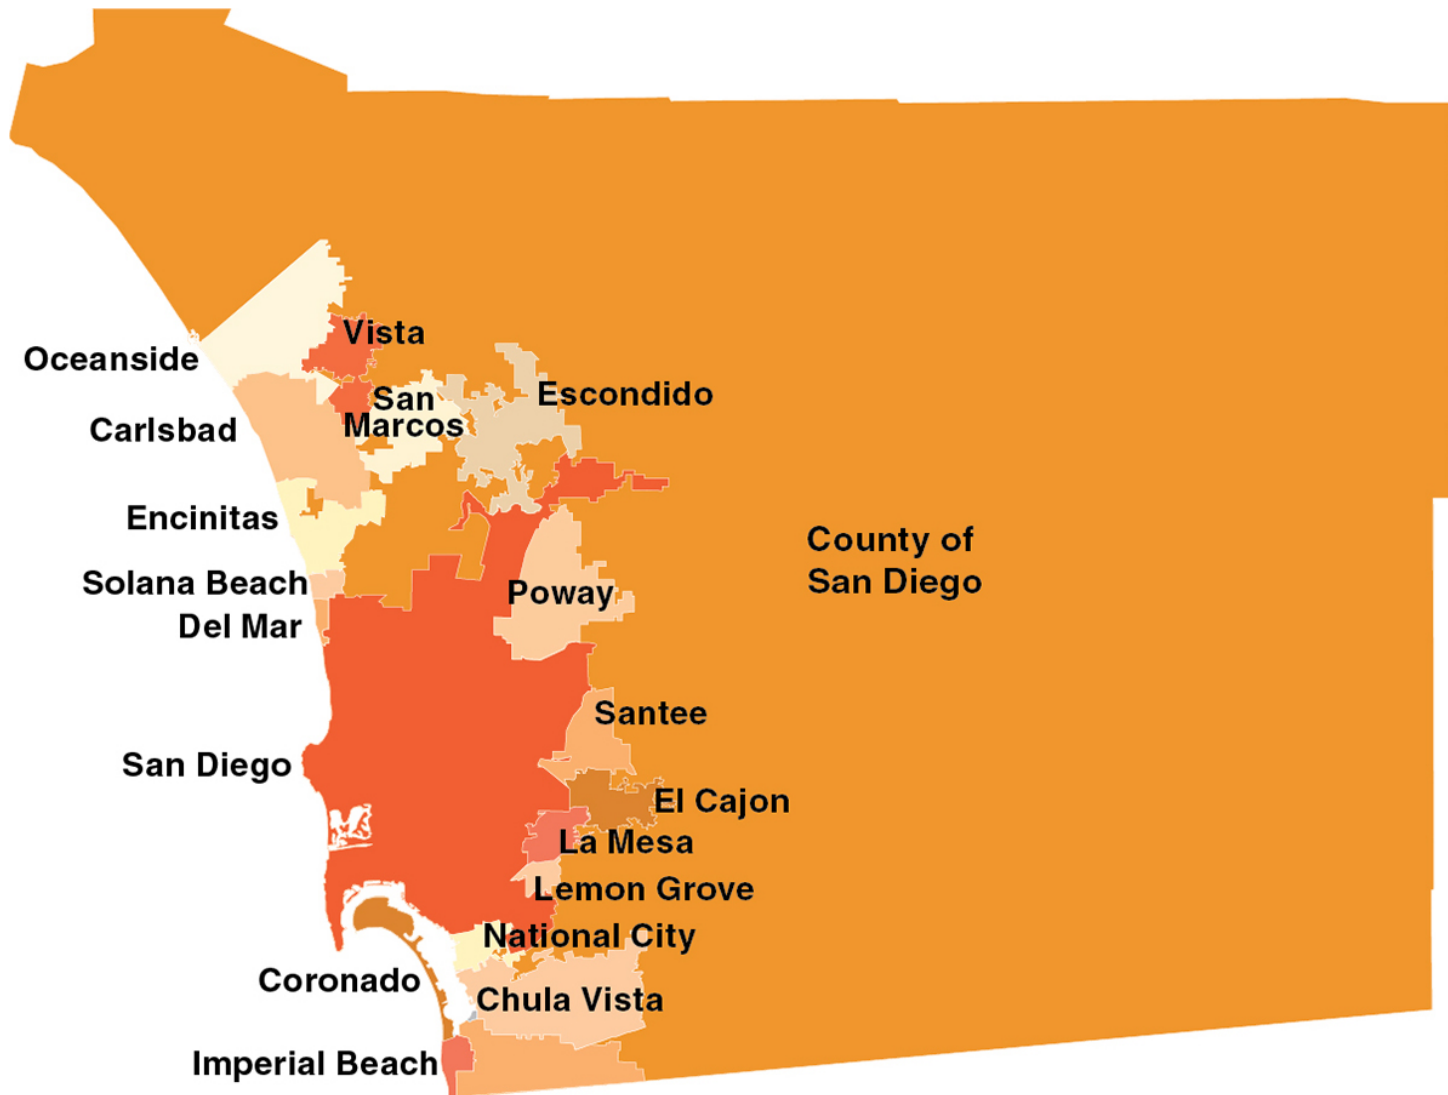 Vista
Oceanside
San
Marcos
Escondido
Carlsbad
Encinitas
County of
San Diego
Solana Beach
Poway
Del Mar
Santee
San Diego
El Cajon
La Mesa
Lemon Grove
National City
Coronado
Chula Vista
Imperial Beach